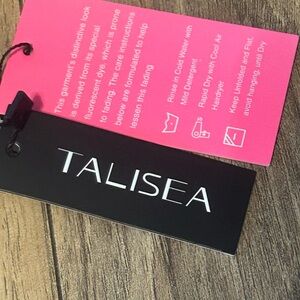 This garment's distinctive look
is derived from its special
fluorescent dye, which is prone
to fading. The care instructions
below are formulated to help
lessen this fading
Rinse in Cold Water with
Mild Detergent
Rapid Dry with Cool Air
Hairdryer
Keep Unfolded and Flat,
avoid hanging, until Dry
TALISEA